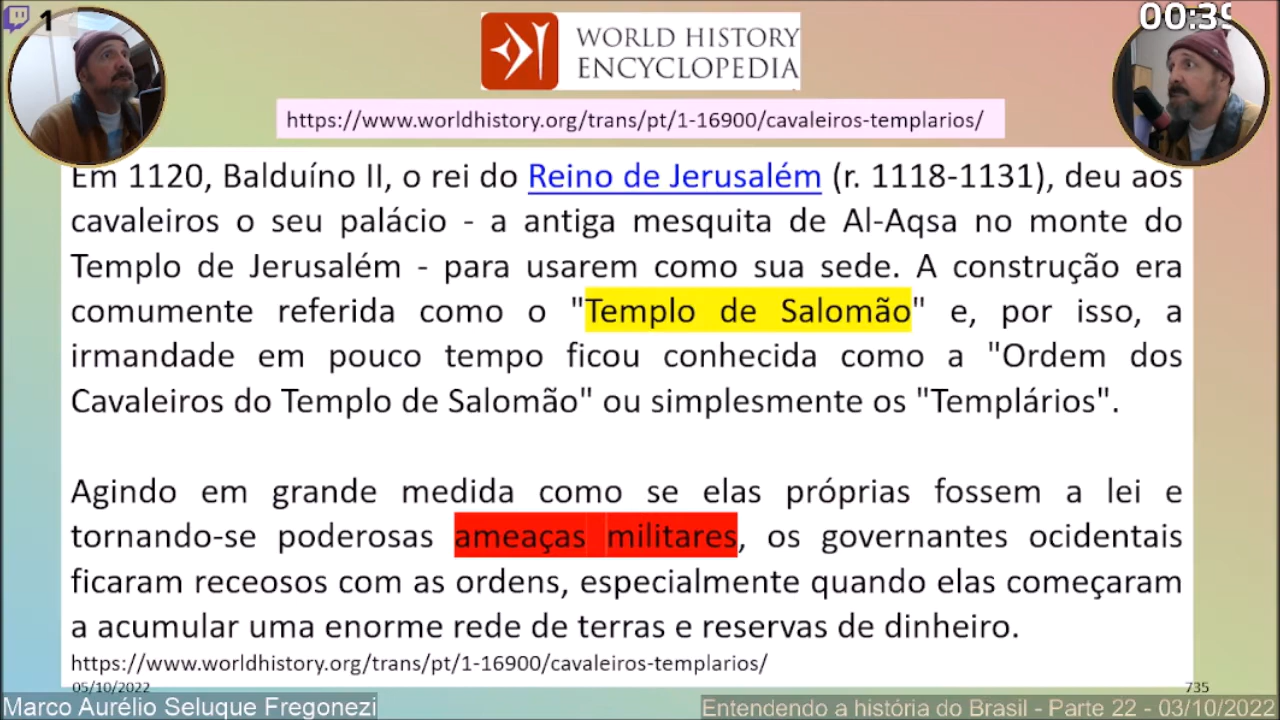 1
00:39
WORLD HISTORY
ENCYCLOPEDIA
https://www.worldhistory.org/trans/pt/1-16900/cavaleiros-templarios/
Em 1120, Balduíno II, o rei do Reino de Jerusalém (r. 1118-1131), deu aos
cavaleiros o seu palácio - a antiga mesquita de Al-Aqsa no monte do
Templo de Jerusalém - para usarem como sua sede. A construção era
comumente referida como o "Templo de Salomão" e, por isso, a
irmandade em pouco tempo ficou conhecida como a "Ordem dos
Cavaleiros do Templo de Salomão" ou simplesmente os "Templários".
Agindo em grande medida como se elas próprias fossem a lei e
tornando-se poderosas ameaças militares, os governantes ocidentais
ficaram receosos com as ordens, especialmente quando elas começaram
a acumular uma enorme rede de terras e reservas de dinheiro.
https://www.worldhistory.org/trans/pt/1-16900/cavaleiros-templarios/
05/10/2022
735
Marco Aurélio Seluque Fregonezi
Entendendo a história do Brasil - Parte 22 - 03/10/2022